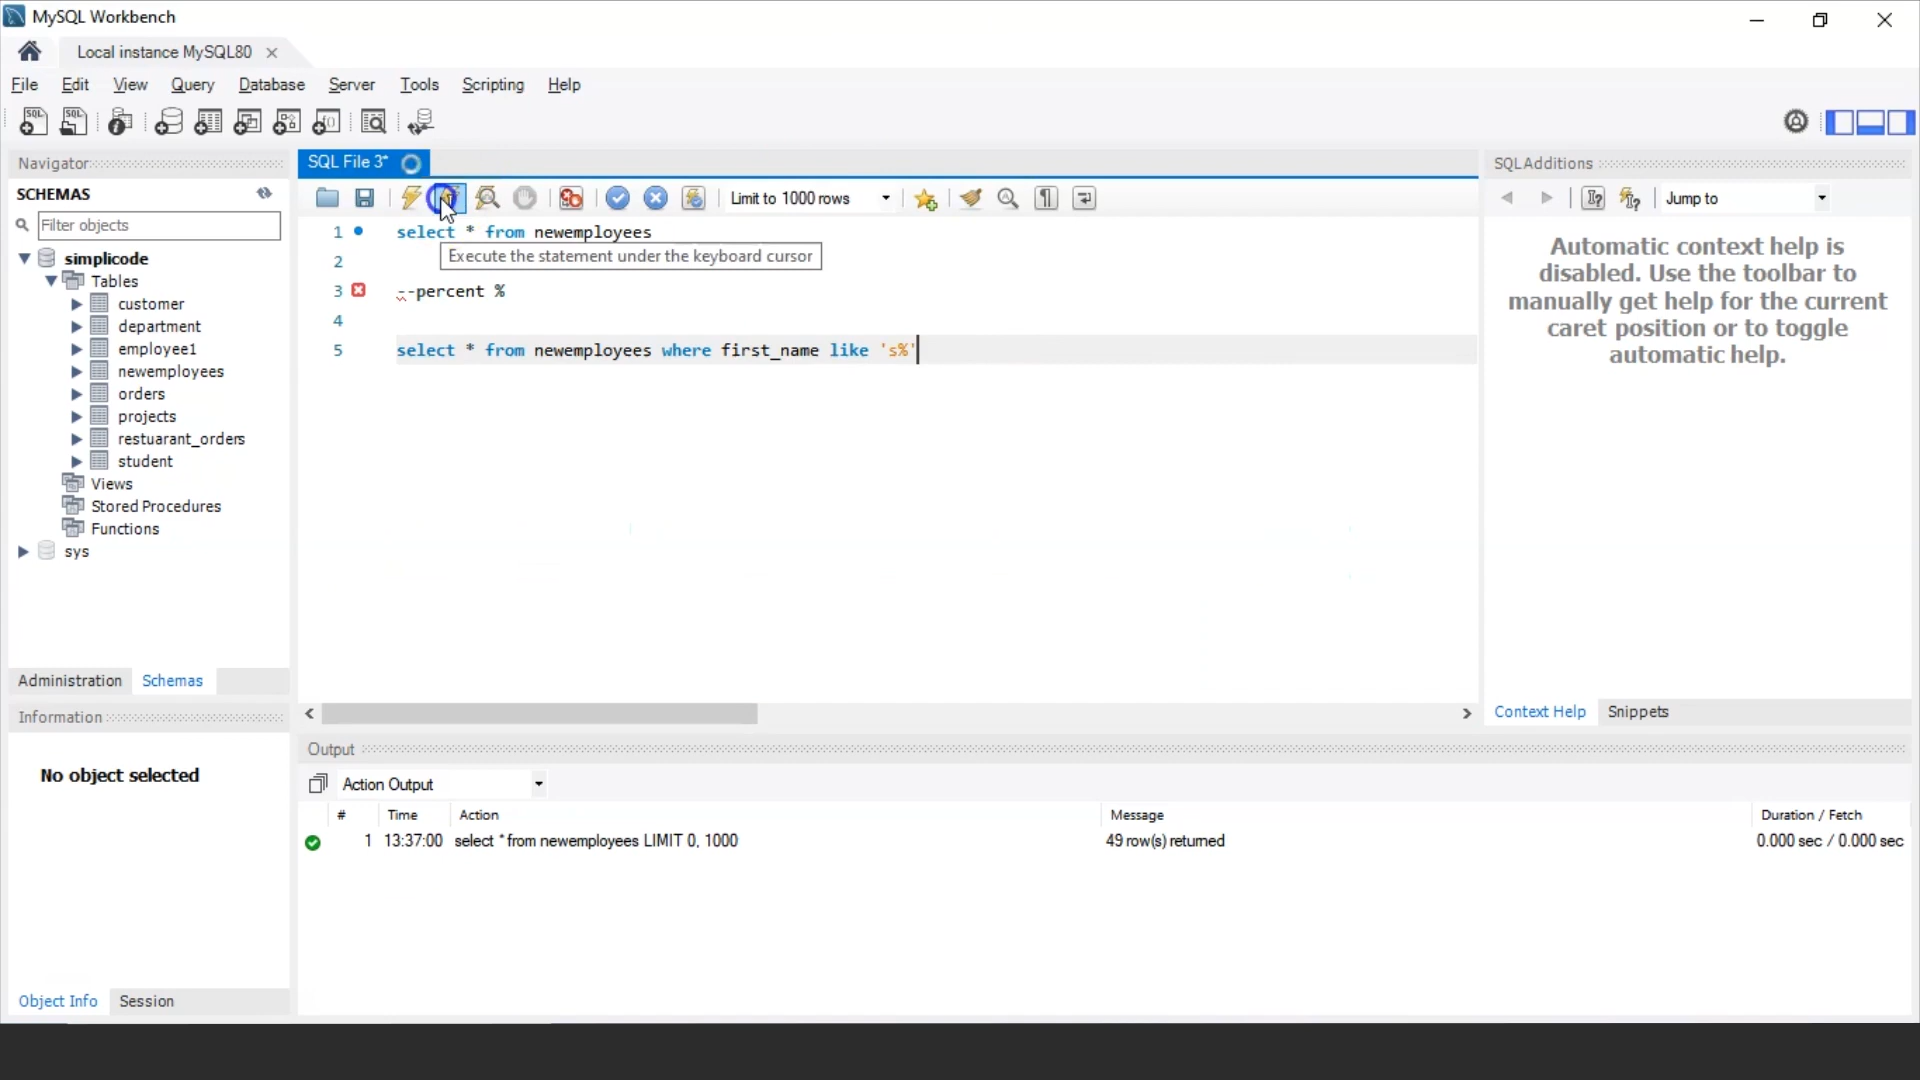 MySQL Workbench
Local instance MySQL80
File Edit View Query Database Server Tools Scripting Help
Navigator
SCHEMAS
Filter objects
simplicode
Tables
customer
department
employee1
newemployees
orders
projects
restuarant_orders
student
Views
Stored Procedures
Functions
sys
Administration Schemas
Information
No object selected
Object Info Session
SQL File 3*
Limit to 1000 rows
1 select * from newemployees
2
Execute the statement under the keyboard cursor
3 --percent %
4
5 select * from newemployees where first_name like 's%'
SQLAdditions
Jump to
Automatic context help is
disabled. Use the toolbar to
manually get help for the current
caret position or to toggle
automatic help.
Context Help Snippets
Output
Action Output
# Time Action Message Duration / Fetch
1 13:37:00 select * from newemployees LIMIT 0, 1000 49 row(s) returned 0.000 sec / 0.000 sec